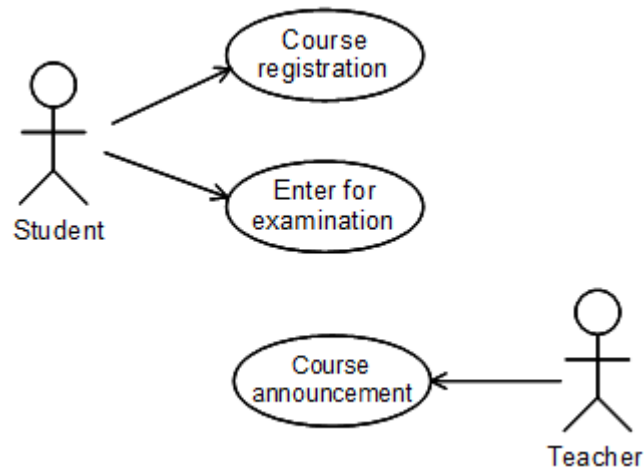 Course
registration
Student
Enter for
examination
Course
announcement
Teacher